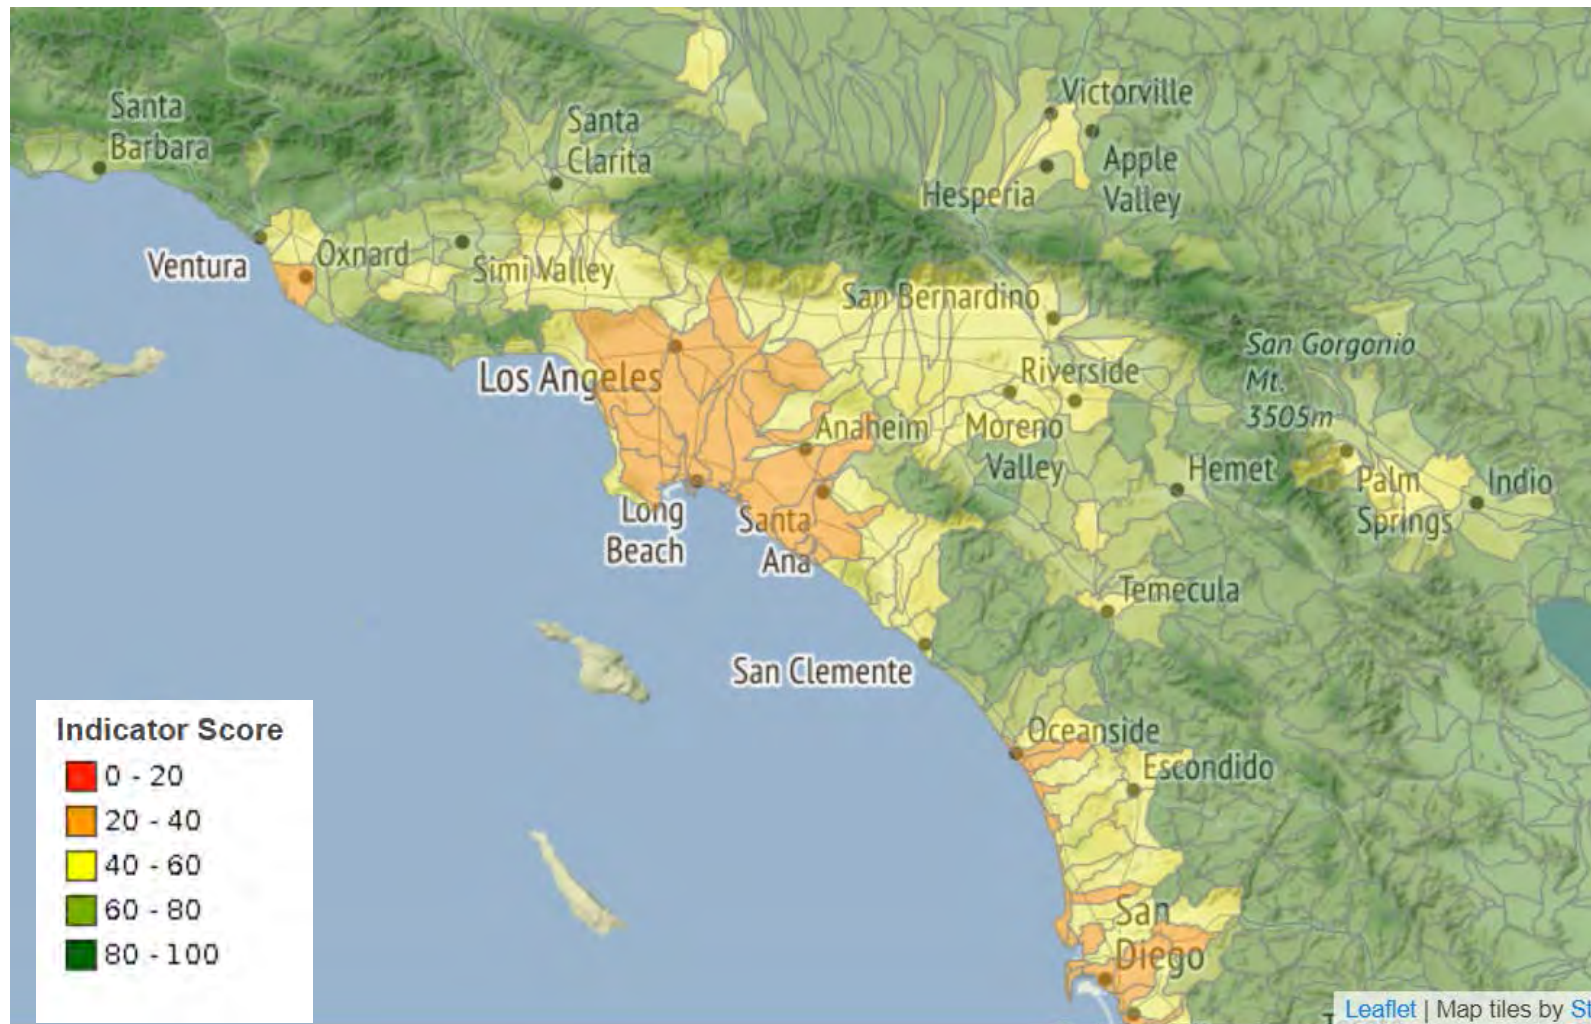 Santa
Barbara
Santa
Clarita
Victorville
Apple
Valley
Hesperia
Ventura
Oxnard
Simi Valley
San Bernardino
San Gorgonio
Mt.
3505m
Los Angeles
Riverside
Anaheim
Moreno
Valley
Hemet
Palm
Springs
Indio
Long
Beach
Santa
Ana
Temecula
San Clemente
Oceanside
Escondido
San
Diego
Indicator Score
0 - 20
20 - 40
40 - 60
60 - 80
80 - 100
Leaflet | Map tiles by St